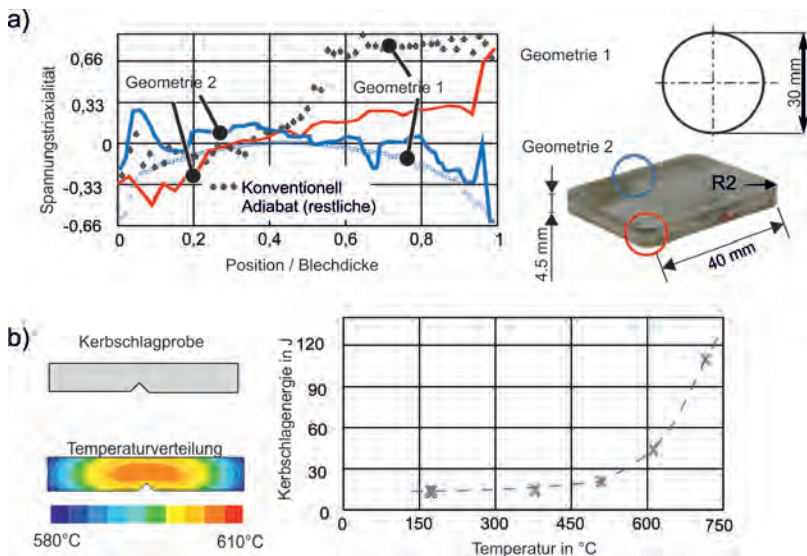 a)
Spannungstriaxialität
0,66
0,33
0
-0,33
-0,66
Geometrie 2
Geometrie 1
Konventionell
Adiabat (restliche)
0
0,2
0,4
0,6
0,8
1
Position / Blechdicke
Geometrie 1
30 mm
Geometrie 2
R2
4.5 mm
40 mm
b)
Kerbschlagprobe
Temperaturverteilung
580°C
610°C
Kerbschlagenergie in J
120
90
60
30
0
0
150
300
450
600
750
Temperatur in °C